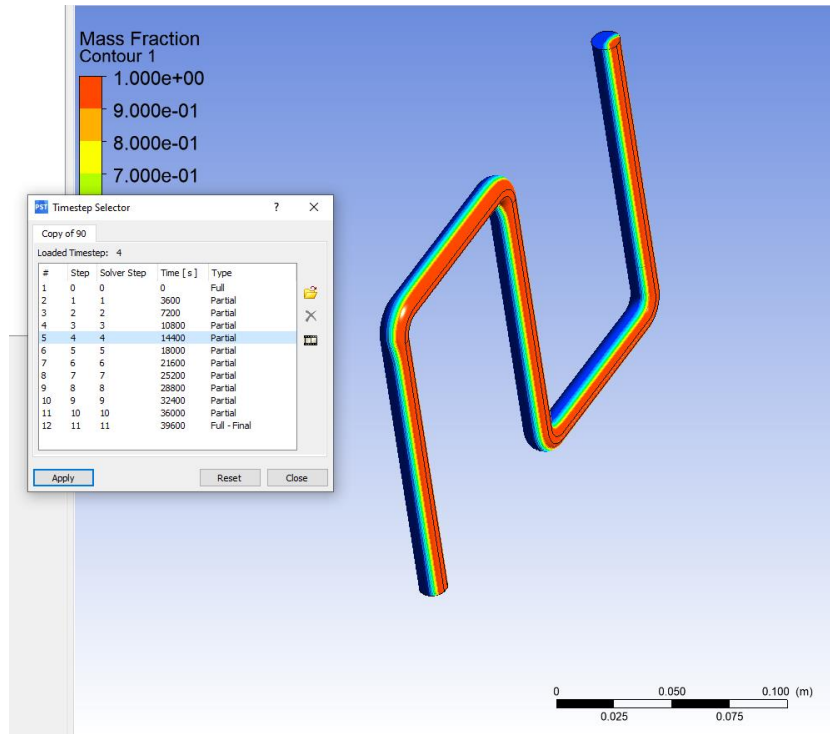 Mass Fraction
Contour 1
1.000e+00
9.000e-01
8.000e-01
7.000e-01
PST Timestep Selector ? X
Copy of 90
Loaded Timestep: 4
# Step Solver Step Time [ s ] Type
1 0 0 0 Full
2 1 1 3600 Partial
3 2 2 7200 Partial
4 3 3 10800 Partial
5 4 4 14400 Partial
6 5 5 18000 Partial
7 6 6 21600 Partial
8 7 7 25200 Partial
9 8 8 28800 Partial
10 9 9 32400 Partial
11 10 10 36000 Partial
12 11 11 39600 Full - Final
Apply Reset Close
0 0.050 0.100 (m)
0.025 0.075